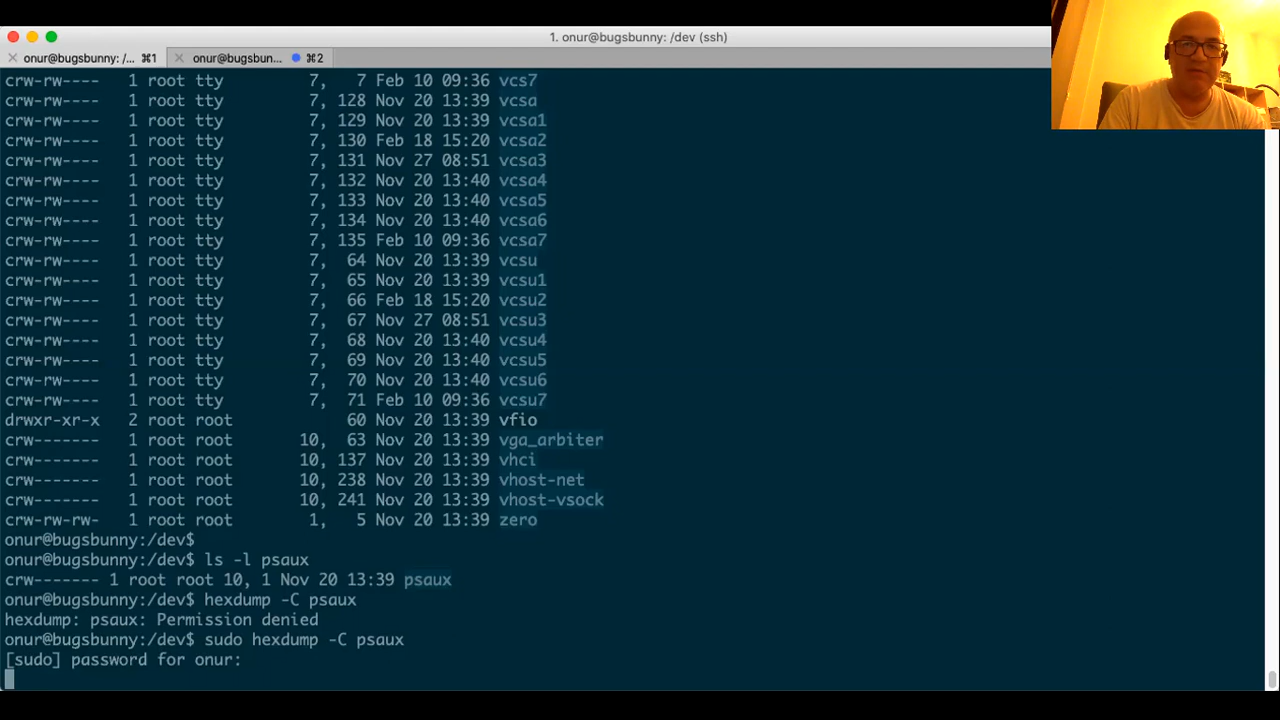 1. onur@bugsbunny: /dev (ssh)
onur@bugsbunny: /... ⌘1 onur@bugsbunn... ⌘2
crw-rw---- 1 root tty 7, 7 Feb 10 09:36 vcs7
crw-rw---- 1 root tty 7, 128 Nov 20 13:39 vcsa
crw-rw---- 1 root tty 7, 129 Nov 20 13:39 vcsa1
crw-rw---- 1 root tty 7, 130 Feb 18 15:20 vcsa2
crw-rw---- 1 root tty 7, 131 Nov 27 08:51 vcsa3
crw-rw---- 1 root tty 7, 132 Nov 20 13:40 vcsa4
crw-rw---- 1 root tty 7, 133 Nov 20 13:40 vcsa5
crw-rw---- 1 root tty 7, 134 Nov 20 13:40 vcsa6
crw-rw---- 1 root tty 7, 135 Feb 10 09:36 vcsa7
crw-rw---- 1 root tty 7, 64 Nov 20 13:39 vcsu
crw-rw---- 1 root tty 7, 65 Nov 20 13:39 vcsu1
crw-rw---- 1 root tty 7, 66 Feb 18 15:20 vcsu2
crw-rw---- 1 root tty 7, 67 Nov 27 08:51 vcsu3
crw-rw---- 1 root tty 7, 68 Nov 20 13:40 vcsu4
crw-rw---- 1 root tty 7, 69 Nov 20 13:40 vcsu5
crw-rw---- 1 root tty 7, 70 Nov 20 13:40 vcsu6
crw-rw---- 1 root tty 7, 71 Feb 10 09:36 vcsu7
drwxr-xr-x 2 root root 60 Nov 20 13:39 vfio
crw------- 1 root root 10, 63 Nov 20 13:39 vga_arbiter
crw------- 1 root root 10, 137 Nov 20 13:39 vhci
crw------- 1 root root 10, 238 Nov 20 13:39 vhost-net
crw------- 1 root root 10, 241 Nov 20 13:39 vhost-vsock
crw-rw-rw- 1 root root 1, 5 Nov 20 13:39 zero
onur@bugsbunny:/dev$
onur@bugsbunny:/dev$ ls -l psaux
crw------- 1 root root 10, 1 Nov 20 13:39 psaux
onur@bugsbunny:/dev$ hexdump -C psaux
hexdump: psaux: Permission denied
onur@bugsbunny:/dev$ sudo hexdump -C psaux
[sudo] password for onur: